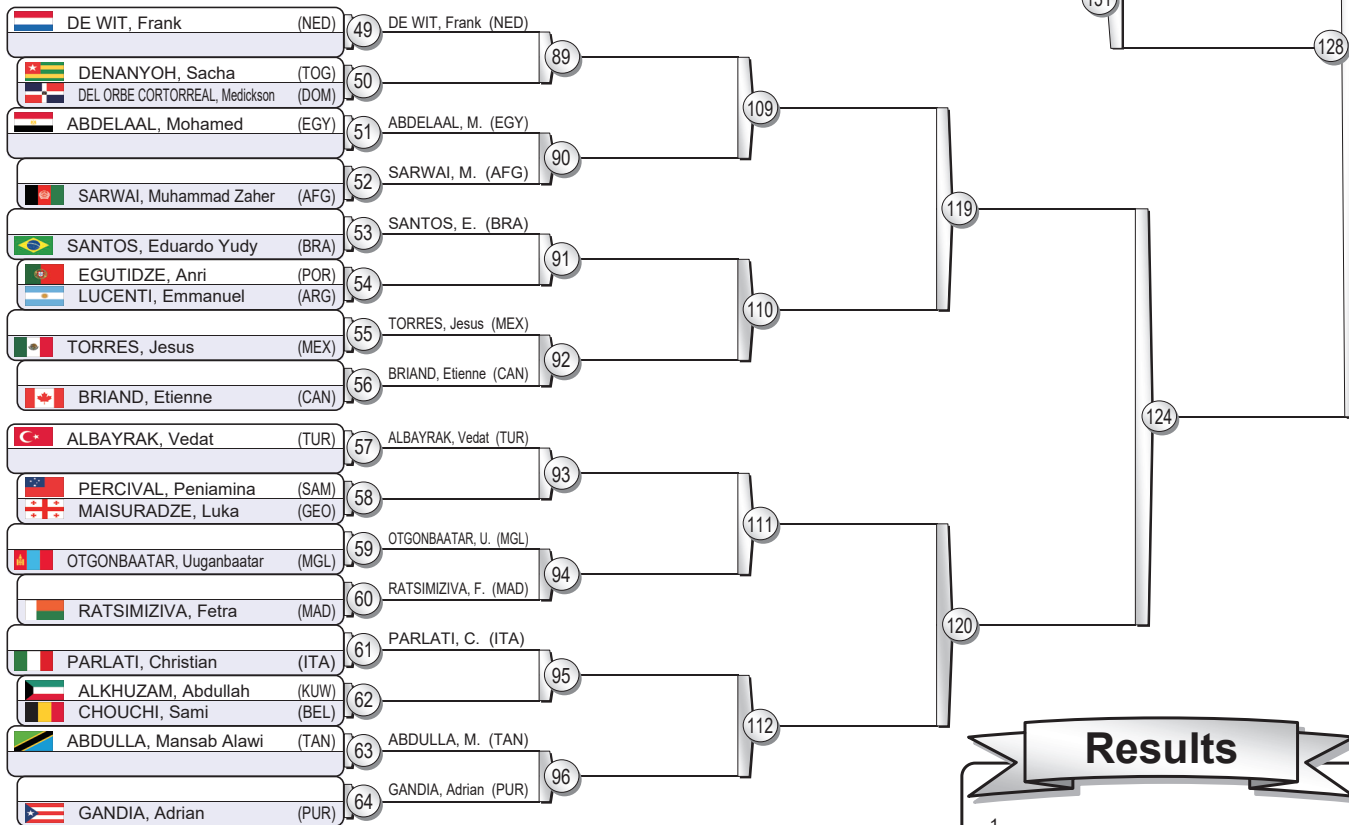 DE WIT, Frank (NED)
49
DE WIT, Frank (NED)
89
DENANYOH, Sacha (TOG)
DEL ORBE CORTORREAL, Medickson (DOM)
50
109
ABDELAAL, Mohamed (EGY)
51
ABDELAAL, M. (EGY)
90
SARWAI, Muhammad Zaher (AFG)
52
SARWAI, M. (AFG)
119
SANTOS, Eduardo Yudy (BRA)
53
SANTOS, E. (BRA)
91
EGUTIDZE, Anri (POR)
LUCENTI, Emmanuel (ARG)
54
110
TORRES, Jesus (MEX)
55
TORRES, Jesus (MEX)
92
BRIAND, Etienne (CAN)
56
BRIAND, Etienne (CAN)
124
128
ALBAYRAK, Vedat (TUR)
57
ALBAYRAK, Vedat (TUR)
93
PERCIVAL, Peniamina (SAM)
MAISURADZE, Luka (GEO)
58
111
OTGONBAATAR, Uuganbaatar (MGL)
59
OTGONBAATAR, U. (MGL)
94
RATSIMIZIVA, Fetra (MAD)
60
RATSIMIZIVA, F. (MAD)
120
PARLATI, Christian (ITA)
61
PARLATI, C. (ITA)
95
ALKHUZAM, Abdullah (KUW)
CHOUCHI, Sami (BEL)
62
112
ABDULLA, Mansab Alawi (TAN)
63
ABDULLA, M. (TAN)
96
GANDIA, Adrian (PUR)
64
GANDIA, Adrian (PUR)
Results